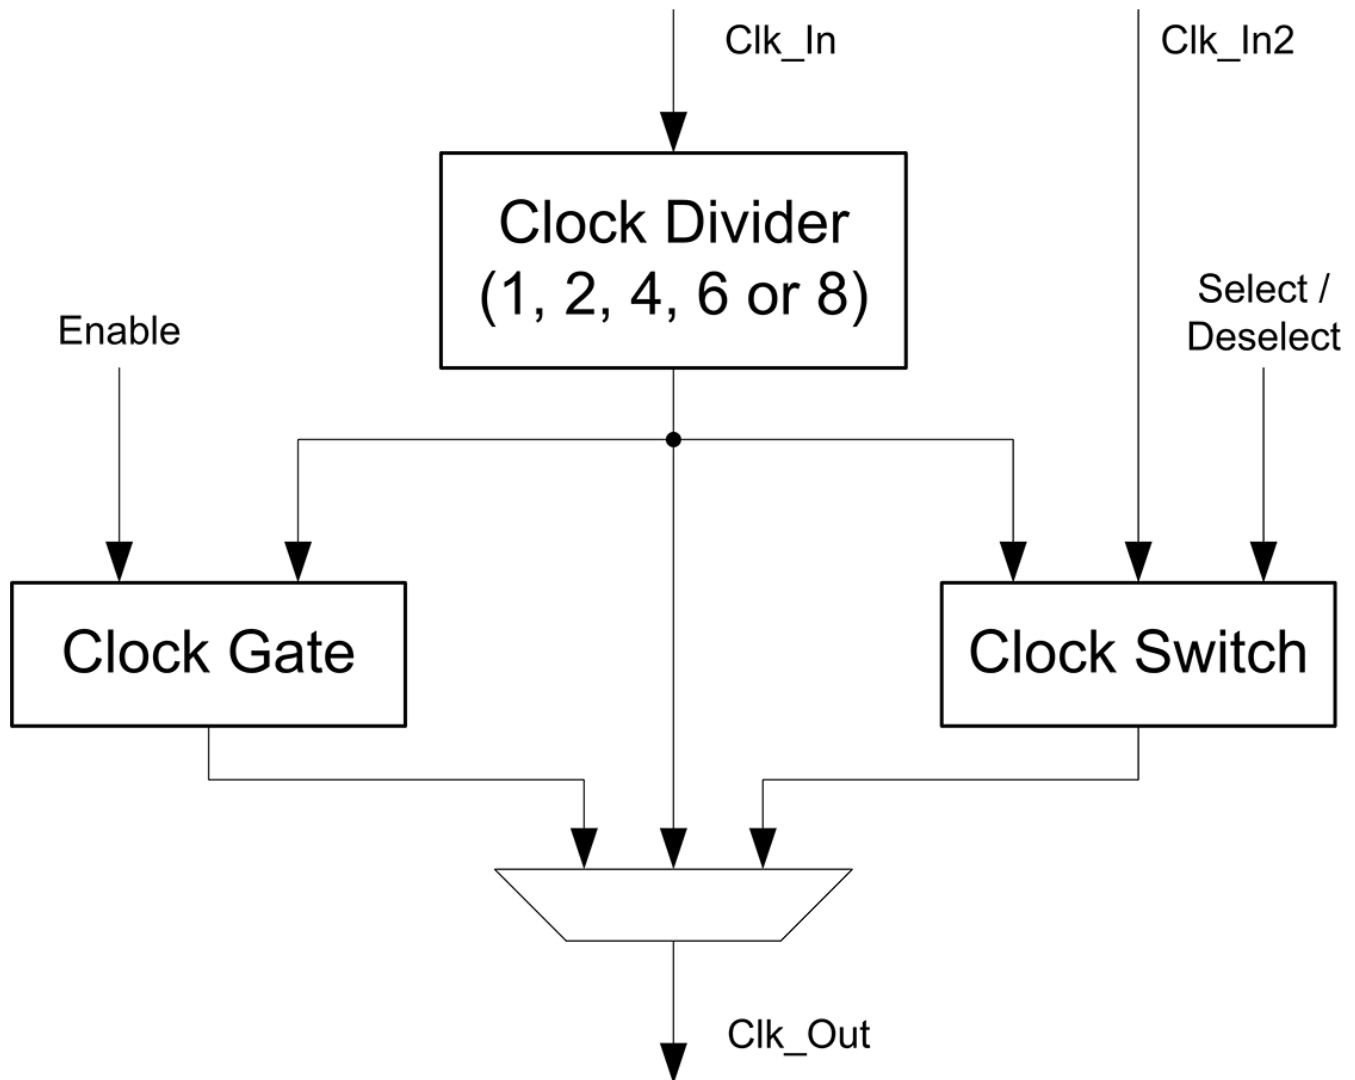 Clk_In
Clk_In2
Clock Divider
(1, 2, 4, 6 or 8)
Select /
Deselect
Enable
Clock Gate
Clock Switch
Clk_Out